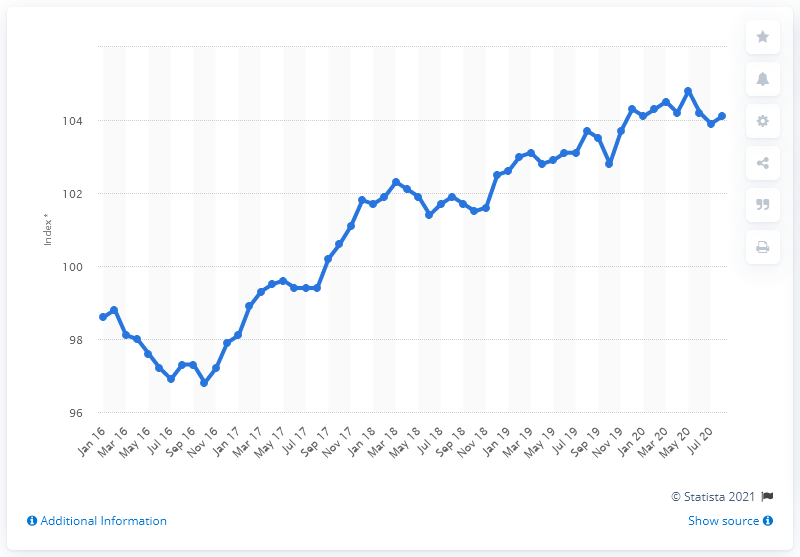 104
102
100
98
96
Index*
Jan 16
Mar 16
May 16
Jul 16
Sep 16
Nov 16
Jan 17
Mar 17
May 17
Jul 17
Sep 17
Nov 17
Jan 18
Mar 18
May 18
Jul 18
Sep 18
Nov 18
Jan 19
Mar 19
May 19
Jul 19
Sep 19
Nov 19
Jan 20
Mar 20
May 20
Jul 20
© Statista 2021
Additional Information
Show source